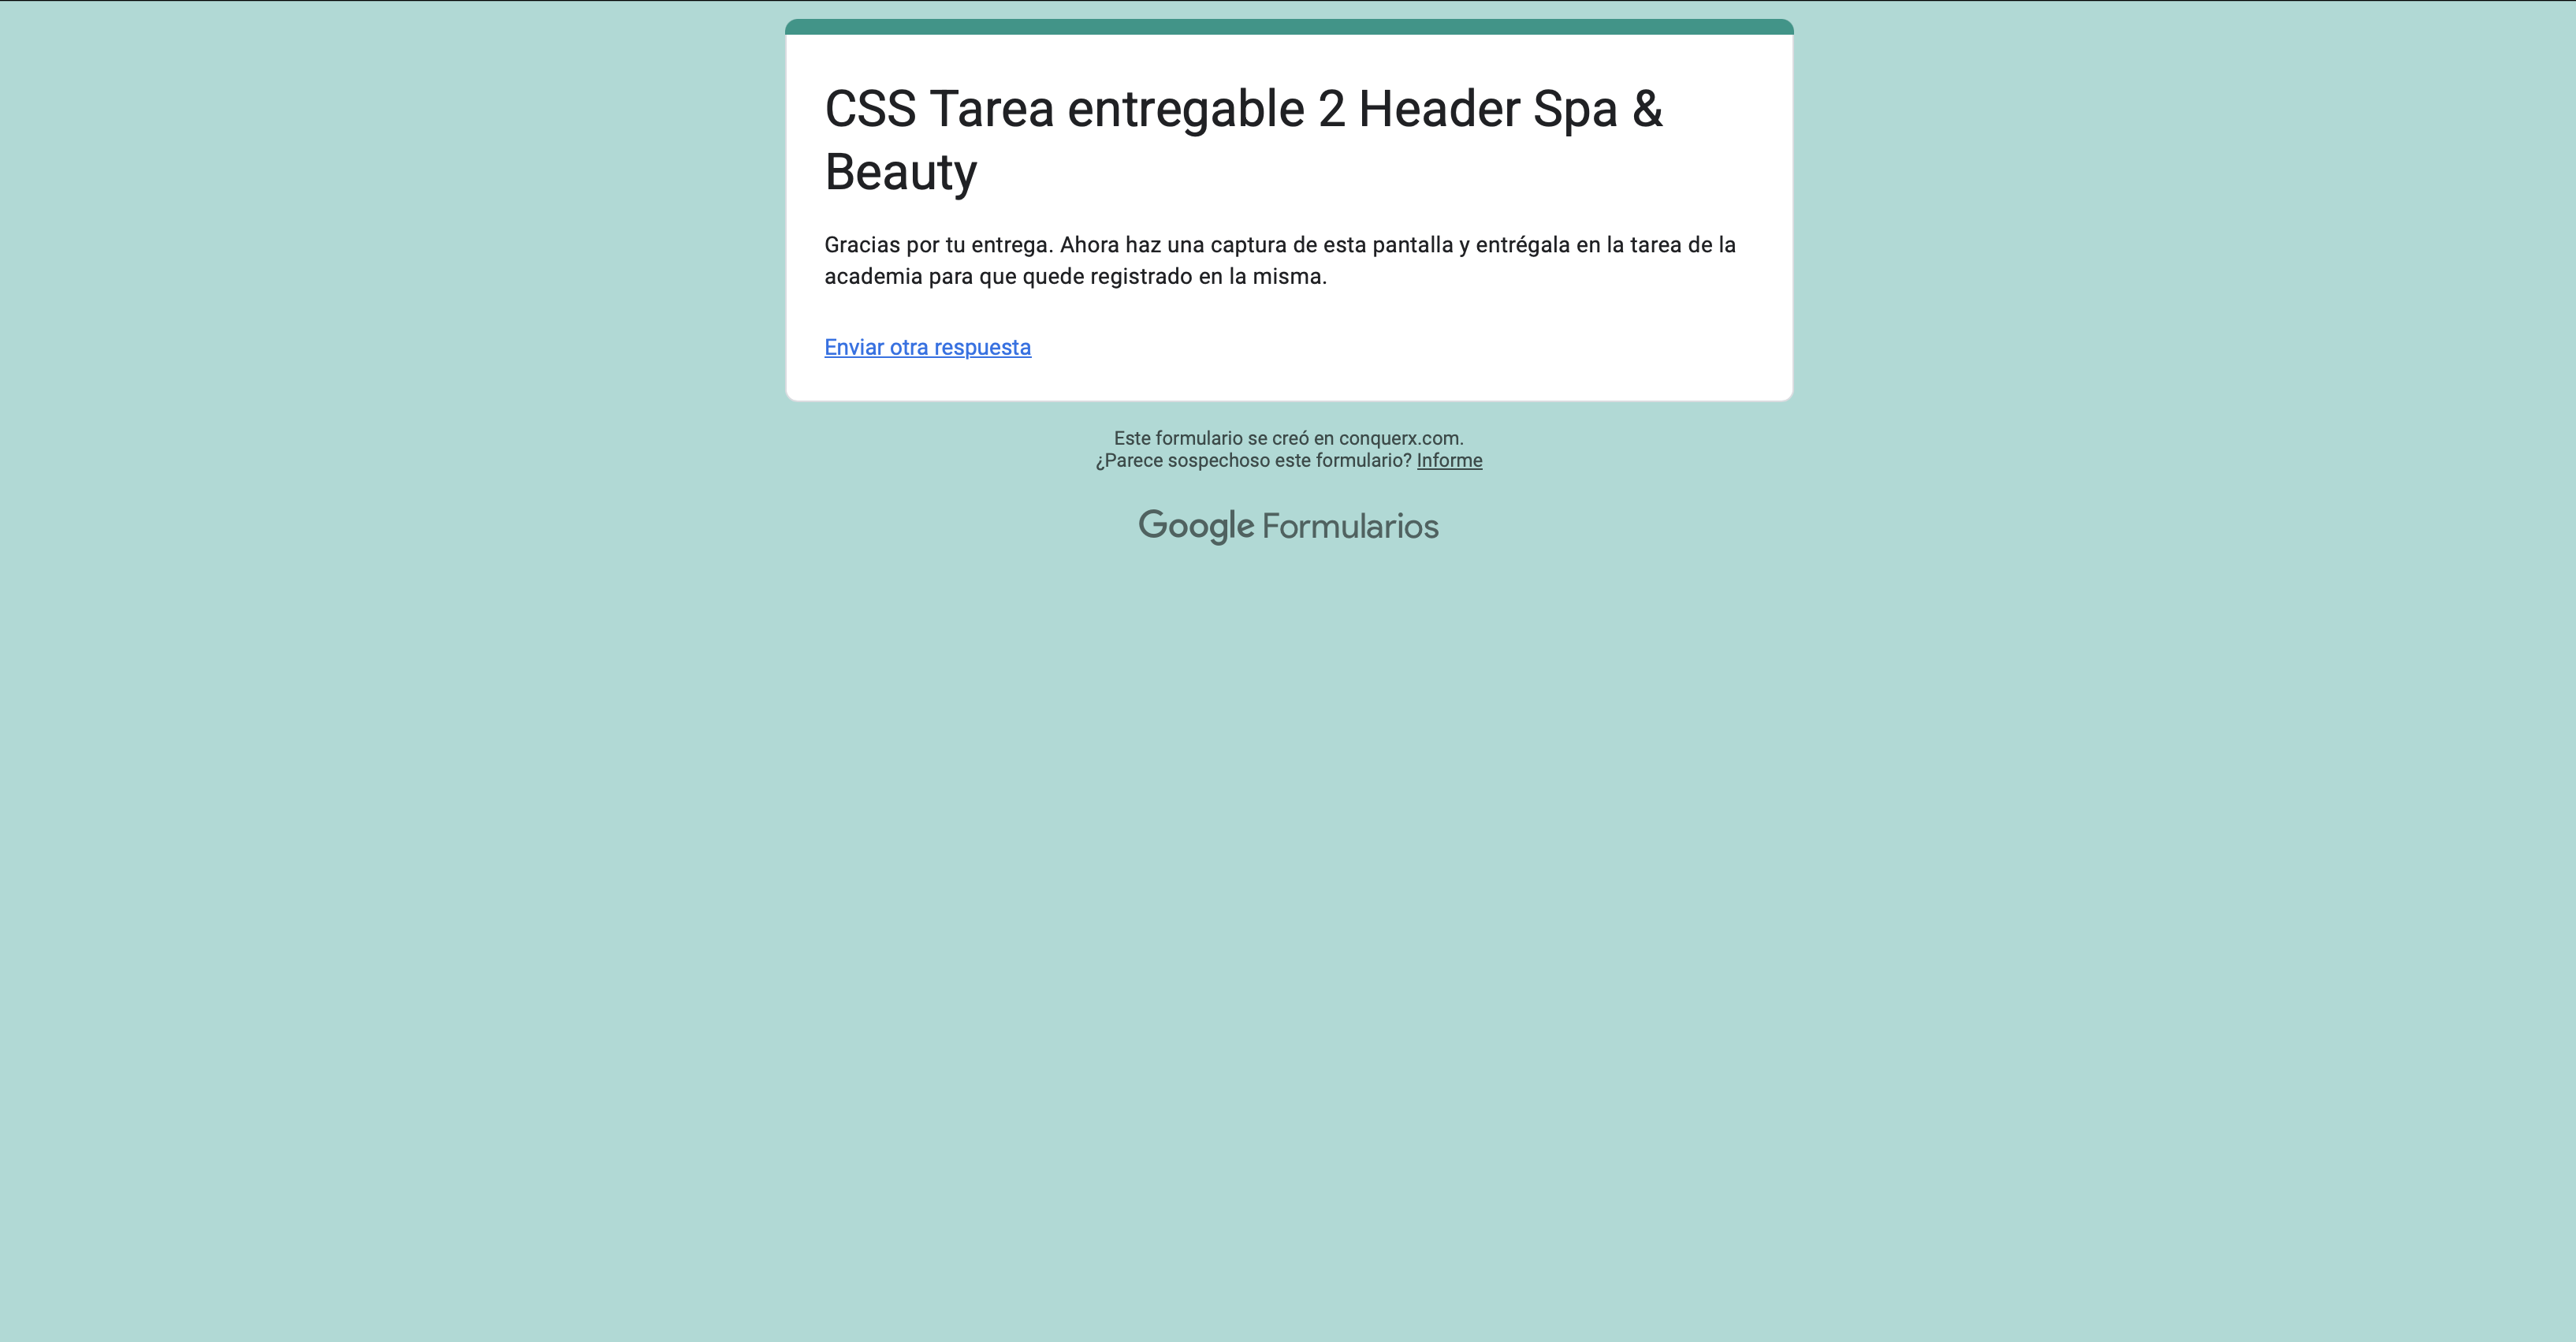 CSS Tarea entregable 2 Header Spa &
Beauty
Gracias por tu entrega. Ahora haz una captura de esta pantalla y entrégala en la tarea de la
academia para que quede registrado en la misma.
Enviar otra respuesta
Este formulario se creó en conquerx.com.
¿Parece sospechoso este formulario? Informe
Google Formularios